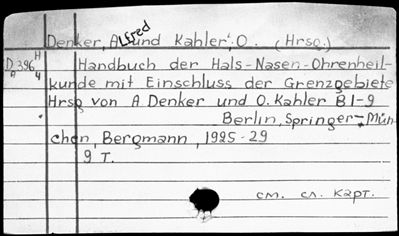 Denker, Alfred und Kahler, O. (Hrsg.)
D 396 H
A 4
Handbuch der Hals-Nasen-Ohrenheil-
kunde mit Einschluss der Grenzgebiete
Hrsg von A. Denker und O. Kahler B 1-9
Berlin, Springer-Mün-
chen, Bergmann, 1925-29
9 T.
см. сл. карт.